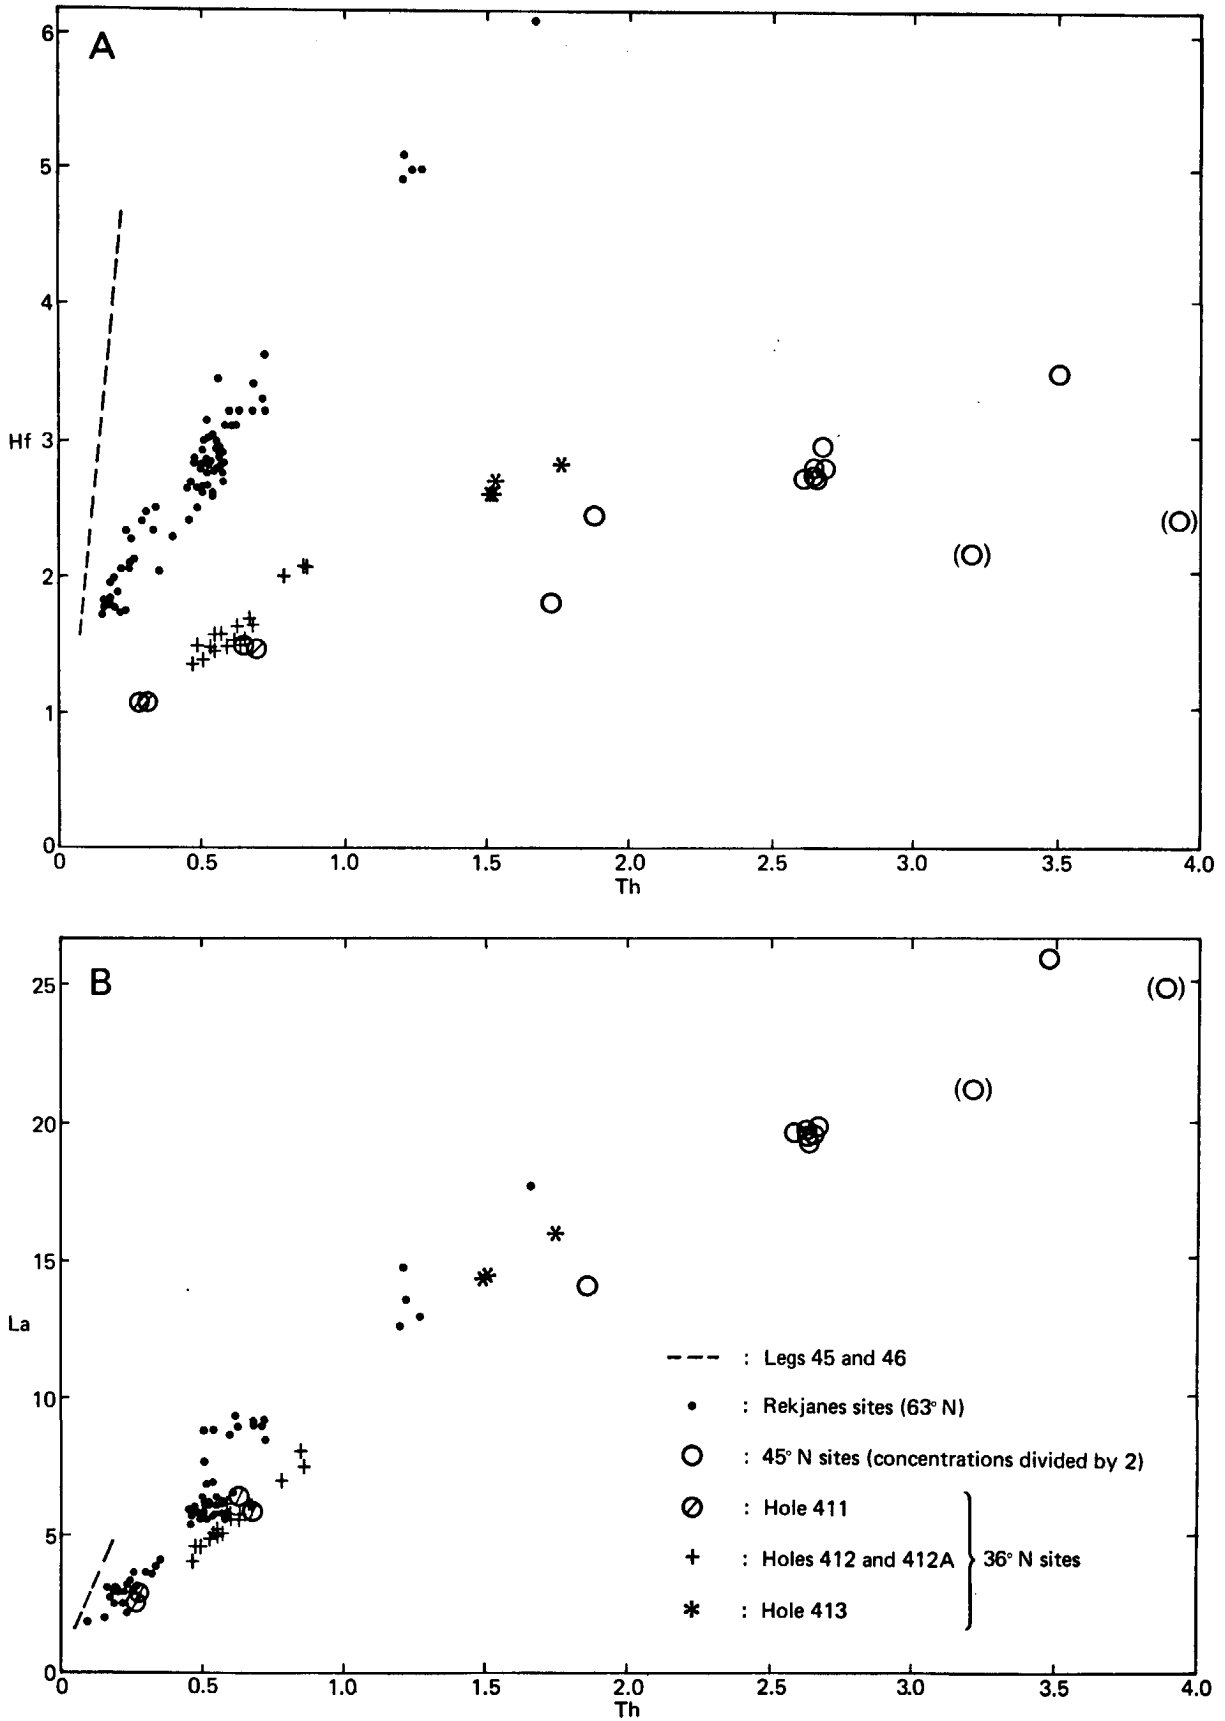 A
6
5
4
Hf 3
2
1
0
0 0.5 1.0 1.5 2.0 2.5 3.0 3.5 4.0
Th
B
25
20
15
La
10
5
0
0 0.5 1.0 1.5 2.0 2.5 3.0 3.5 4.0
Th
: Legs 45 and 46
: Rekjanes sites (63° N)
: 45° N sites (concentrations divided by 2)
: Hole 411
: Holes 412 and 412A
: Hole 413
36° N sites